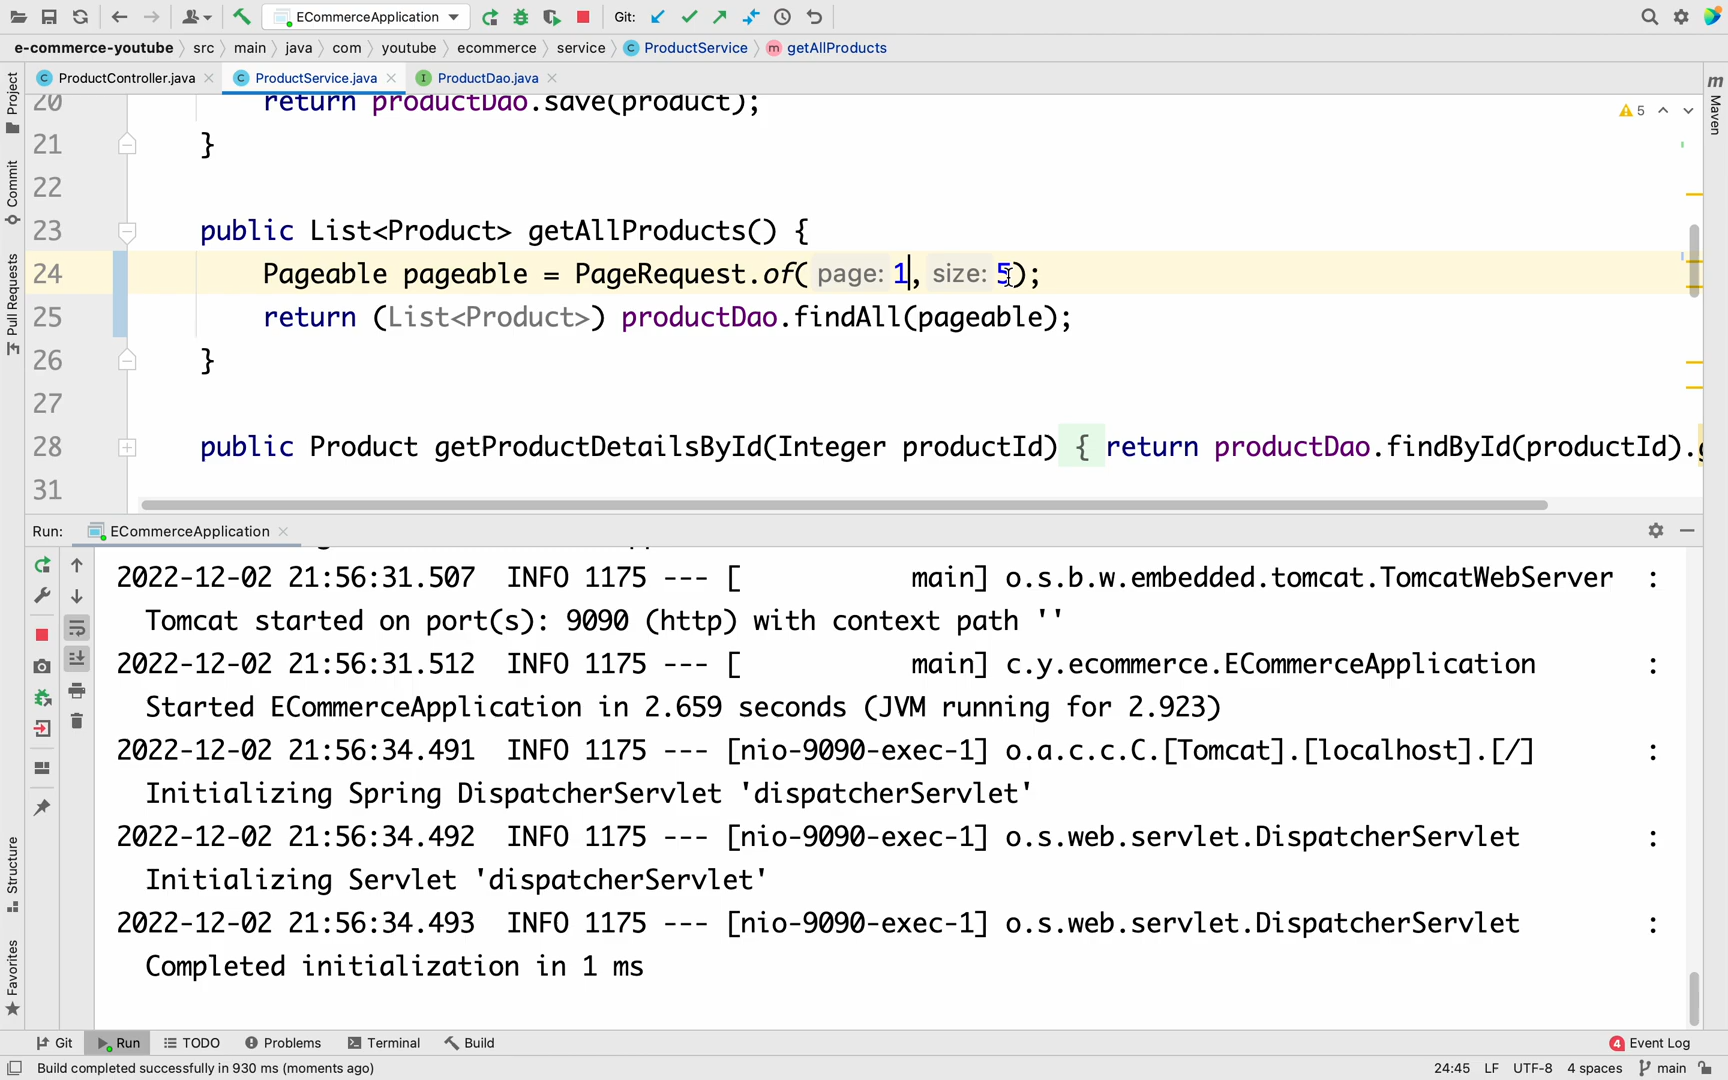 ECommerceApplication Git:
e-commerce-youtube src main java com youtube ecommerce service ProductService getAllProducts
ProductController.java ProductService.java ProductDao.java
20 return productDao.save(product);
5
21 }
22
23 public List<Product> getAllProducts() {
24 Pageable pageable = PageRequest.of( page: 1, size: 5);
25 return (List<Product>) productDao.findAll(pageable);
26 }
27
28 public Product getProductDetailsById(Integer productId) { return productDao.findById(productId).
31
Run: ECommerceApplication
2022-12-02 21:56:31.507 INFO 1175 --- [ main] o.s.b.w.embedded.tomcat.TomcatWebServer :
Tomcat started on port(s): 9090 (http) with context path ''
2022-12-02 21:56:31.512 INFO 1175 --- [ main] c.y.ecommerce.ECommerceApplication :
Started ECommerceApplication in 2.659 seconds (JVM running for 2.923)
2022-12-02 21:56:34.491 INFO 1175 --- [nio-9090-exec-1] o.a.c.c.C.[Tomcat].[localhost].[/] :
Initializing Spring DispatcherServlet 'dispatcherServlet'
2022-12-02 21:56:34.492 INFO 1175 --- [nio-9090-exec-1] o.s.web.servlet.DispatcherServlet :
Initializing Servlet 'dispatcherServlet'
2022-12-02 21:56:34.493 INFO 1175 --- [nio-9090-exec-1] o.s.web.servlet.DispatcherServlet :
Completed initialization in 1 ms
Git Run TODO Problems Terminal Build 4 Event Log
Build completed successfully in 930 ms (moments ago) 24:45 LF UTF-8 4 spaces main
Project
Commit
Pull Requests
Structure
Favorites
m
Maven